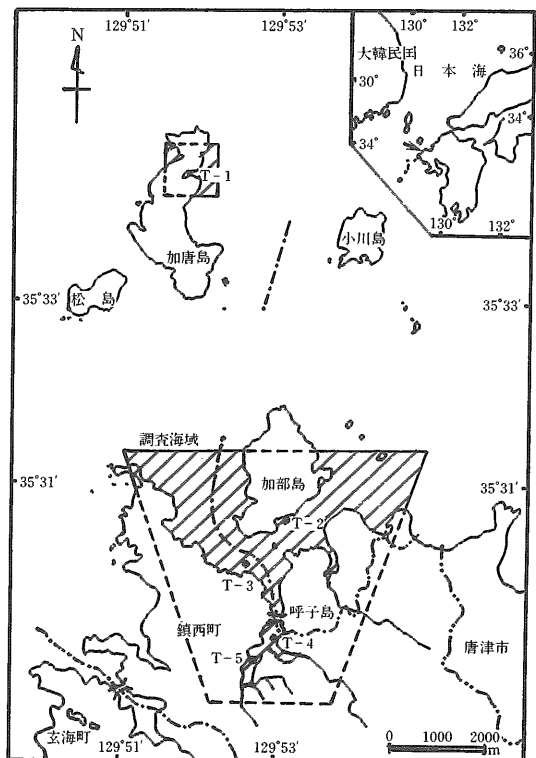 129°51′ 129°53′
N
130° 132°
大韓民国
日本海
36°
30°
34°
34°
130° 132°
T-1
加唐島
小川島
松島
35°33′ 35°33′
調査海域
35°31′ 35°31′
加部島
T-2
T-3
呼子島
鎮西町
T-4
T-5
唐津市
玄海町
0 1000 2000
m
129°51′ 129°53′